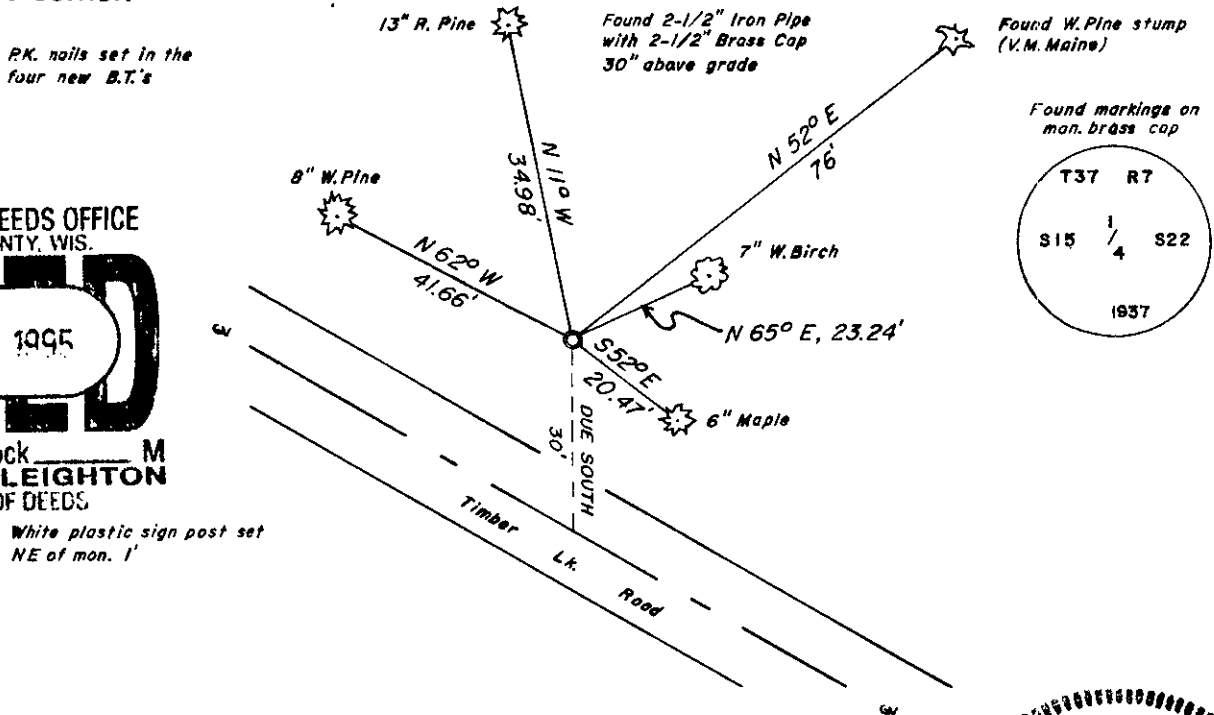 P.K. nails set in the
four new B.T.'s
13" R. Pine
Found 2-1/2" Iron Pipe
with 2-1/2" Brass Cap
30" above grade
Found W. Pine stump
(V.M. Maine)
Found markings on
mon. brass cap
T37 R7
S15 1/4 S22
1937
8" W. Pine
N 11° W
34.98'
N 52° E
76'
N 62° W
41.66'
7" W. Birch
N 65° E, 23.24'
S 52° E
20.47'
6" Maple
DUE SOUTH
30'
Timber Lk. Road
EEDS OFFICE
NTY, WIS.
1995
ock M
LEIGHTON
OF DEEDS
White plastic sign post set
NE of mon. 1'